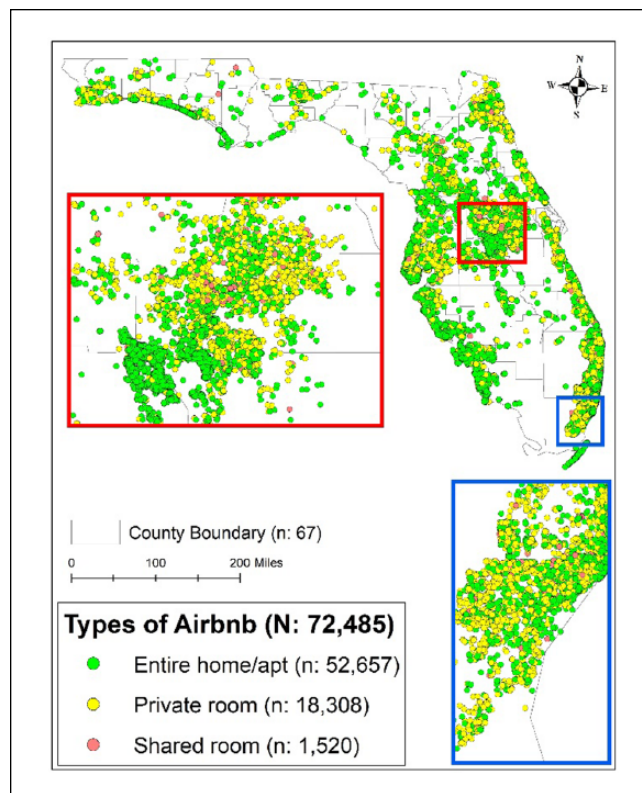 N
W E
S
County Boundary (n: 67)
0 100 200 Miles
Types of Airbnb (N: 72,485)
Entire home/apt (n: 52,657)
Private room (n: 18,308)
Shared room (n: 1,520)